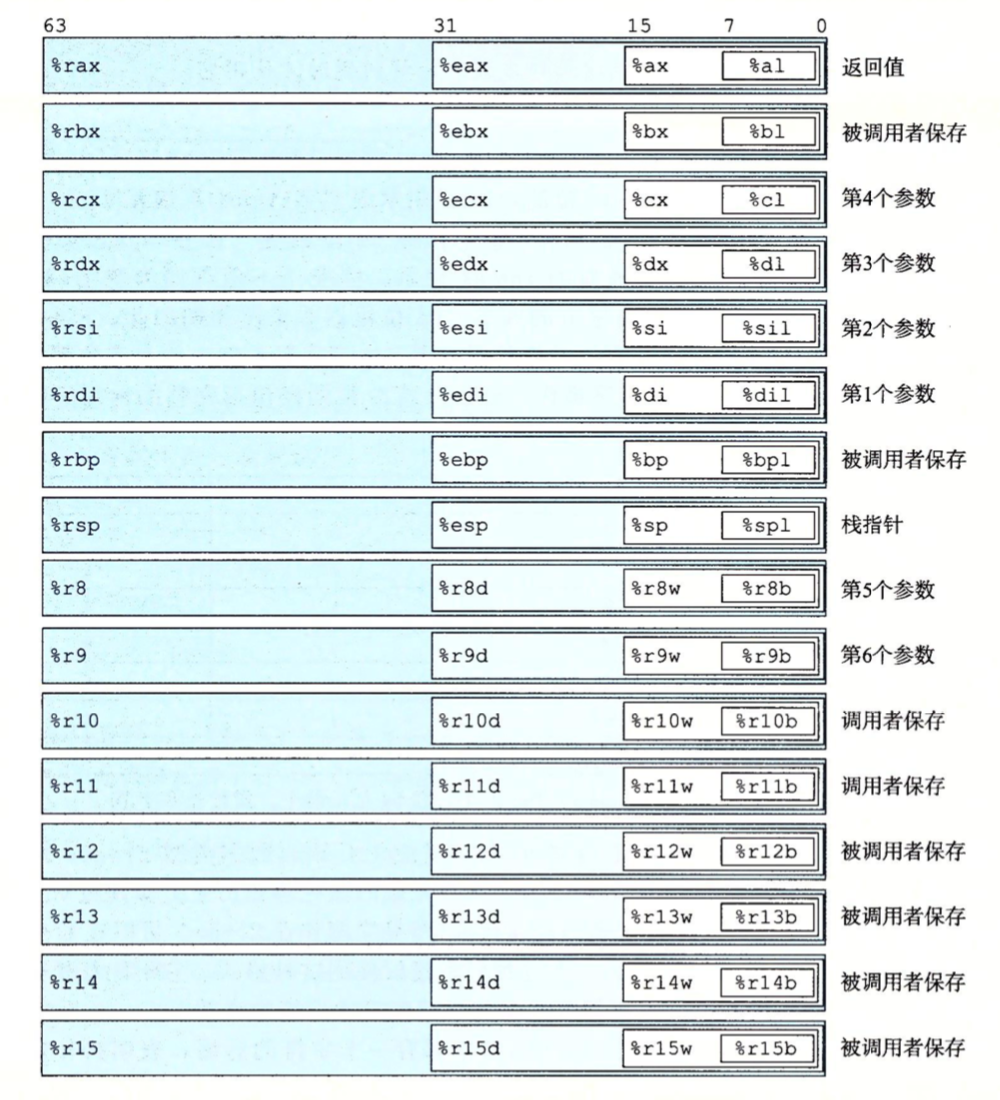 63 31 15 7 0
%rax %eax %ax %al 返回值
%rbx %ebx %bx %bl 被调用者保存
%rcx %ecx %cx %cl 第4个参数
%rdx %edx %dx %dl 第3个参数
%rsi %esi %si %sil 第2个参数
%rdi %edi %di %dil 第1个参数
%rbp %ebp %bp %bpl 被调用者保存
%rsp %esp %sp %spl 栈指针
%r8 %r8d %r8w %r8b 第5个参数
%r9 %r9d %r9w %r9b 第6个参数
%r10 %r10d %r10w %r10b 调用者保存
%r11 %r11d %r11w %r11b 调用者保存
%r12 %r12d %r12w %r12b 被调用者保存
%r13 %r13d %r13w %r13b 被调用者保存
%r14 %r14d %r14w %r14b 被调用者保存
%r15 %r15d %r15w %r15b 被调用者保存